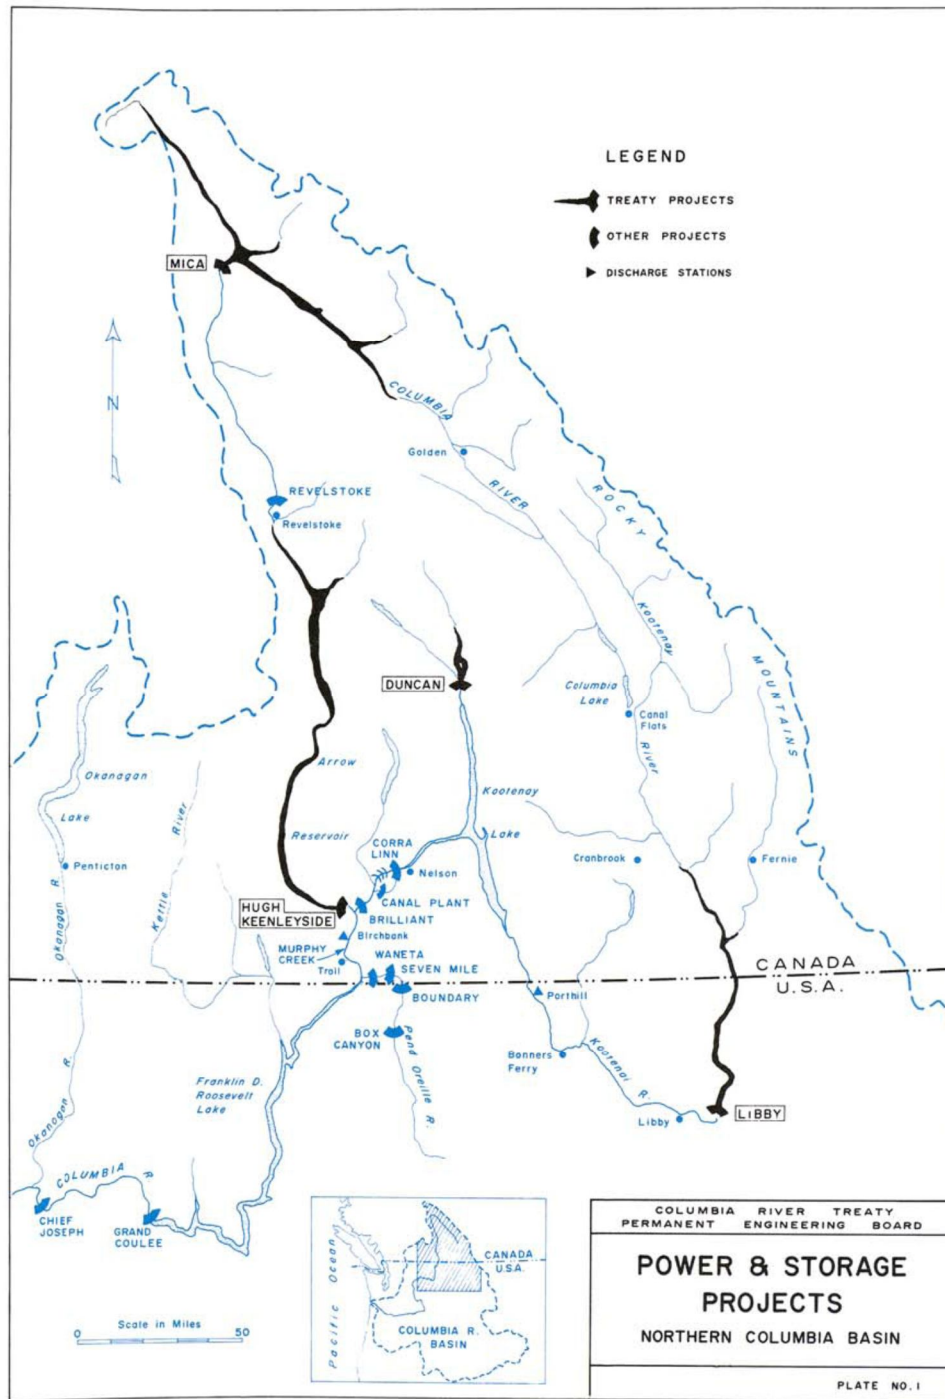 LEGEND
TREATY PROJECTS
OTHER PROJECTS
DISCHARGE STATIONS
MICA
N
COLUMBIA
RIVER
Golden
ROCKY
MOUNTAINS
REVELSTOKE
Revelstoke
Kootenay
River
DUNCAN
Columbia
Lake
Canal
Flats
Arrow
Reservoir
Okanagan
Lake
Kettle
River
Kootenay
Lake
Penticton
Okanagan R.
CORRA
LINN
Nelson
Cranbrook
Fernie
CANAL PLANT
HUGH
KEENLEYSIDE
BRILLIANT
Birchbank
MURPHY
CREEK
Trail
WANETA
SEVEN MILE
CANADA
U.S.A.
BOUNDARY
Porthill
BOX
CANYON
Pend Oreille R.
Bonners
Ferry
Kootenai R.
Franklin D.
Roosevelt
Lake
Okanogan R.
Libby
LIBBY
COLUMBIA R.
CHIEF
JOSEPH
GRAND
COULEE
Scale in Miles
0 50
Pacific Ocean
CANADA
U.S.A.
COLUMBIA R.
BASIN
COLUMBIA RIVER TREATY
PERMANENT ENGINEERING BOARD
POWER & STORAGE
PROJECTS
NORTHERN COLUMBIA BASIN
PLATE NO. 1